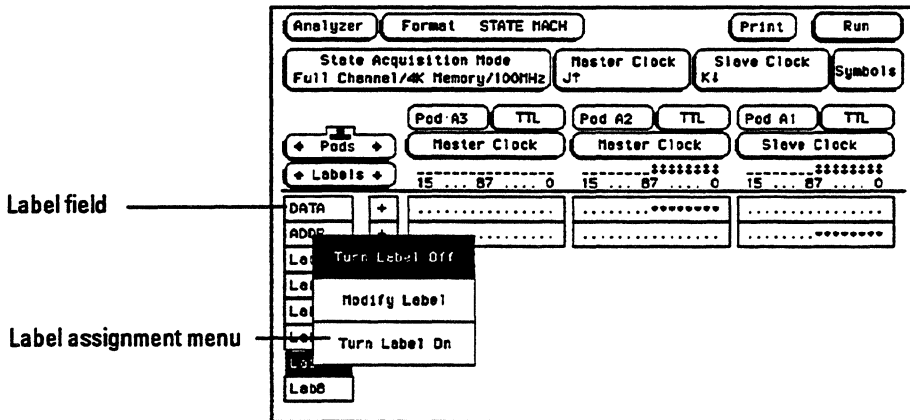 Analyzer Format STATE MACH Print Run
State Acquisition Mode
Full Channel/4K Memory/100MHz
Master Clock
J↑
Slave Clock
K↓
Symbols
Pod A3 TTL Pod A2 TTL Pod A1 TTL
Pods Master Clock Master Clock Slave Clock
Labels
15 ... 87 .... 0 15 ... 87 .... 0 15 ... 87 .... 0
Label field
DATA +
ADDR +
Turn Label Off
Modify Label
Label assignment menu
Turn Label On
Lab8